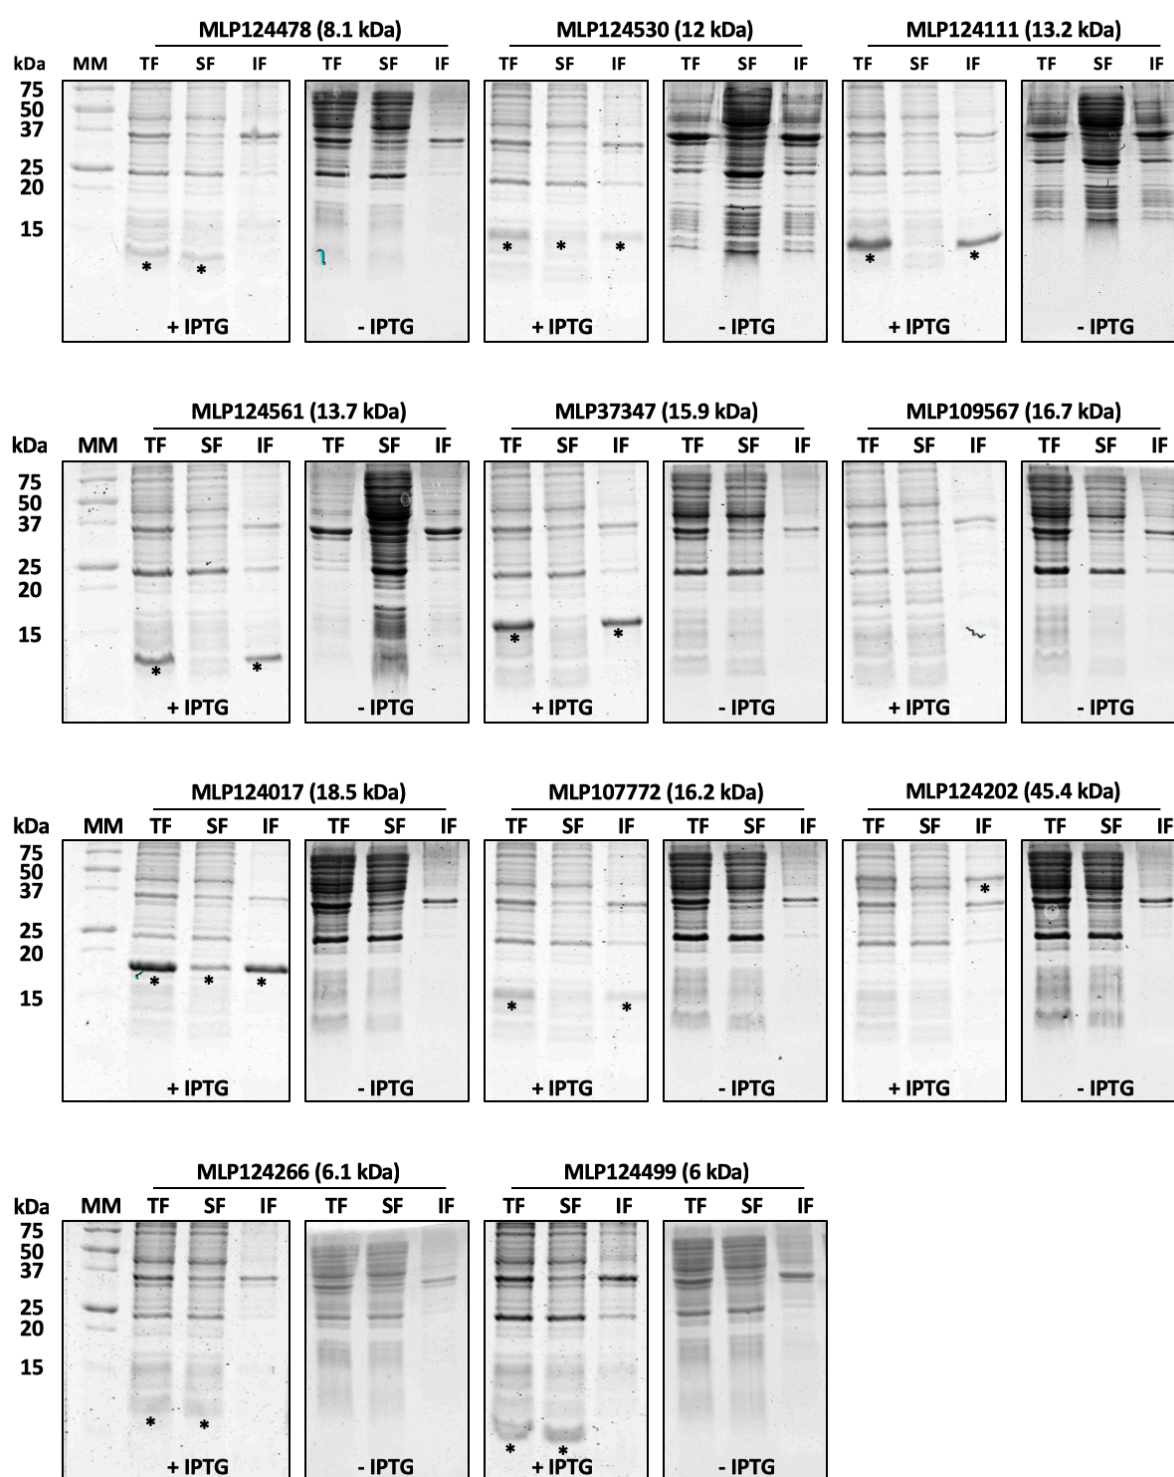 MLP124478 (8.1 kDa) MLP124530 (12 kDa) MLP124111 (13.2 kDa)
kDa MM TF SF IF TF SF IF TF SF IF TF SF IF TF SF IF TF SF IF
75
50
37
25
20
15
* * * * * * *
+ IPTG - IPTG + IPTG - IPTG + IPTG - IPTG
MLP124561 (13.7 kDa) MLP37347 (15.9 kDa) MLP109567 (16.7 kDa)
kDa MM TF SF IF TF SF IF TF SF IF TF SF IF TF SF IF TF SF IF
75
50
37
25
20
15
* * * *
+ IPTG - IPTG + IPTG - IPTG + IPTG - IPTG
MLP124017 (18.5 kDa) MLP107772 (16.2 kDa) MLP124202 (45.4 kDa)
kDa MM TF SF IF TF SF IF TF SF IF TF SF IF TF SF IF TF SF IF
75
50
37
25
20
15
* * * * * *
+ IPTG - IPTG + IPTG - IPTG + IPTG - IPTG
MLP124266 (6.1 kDa) MLP124499 (6 kDa)
kDa MM TF SF IF TF SF IF TF SF IF TF SF IF
75
50
37
25
20
15
* * * *
+ IPTG - IPTG + IPTG - IPTG